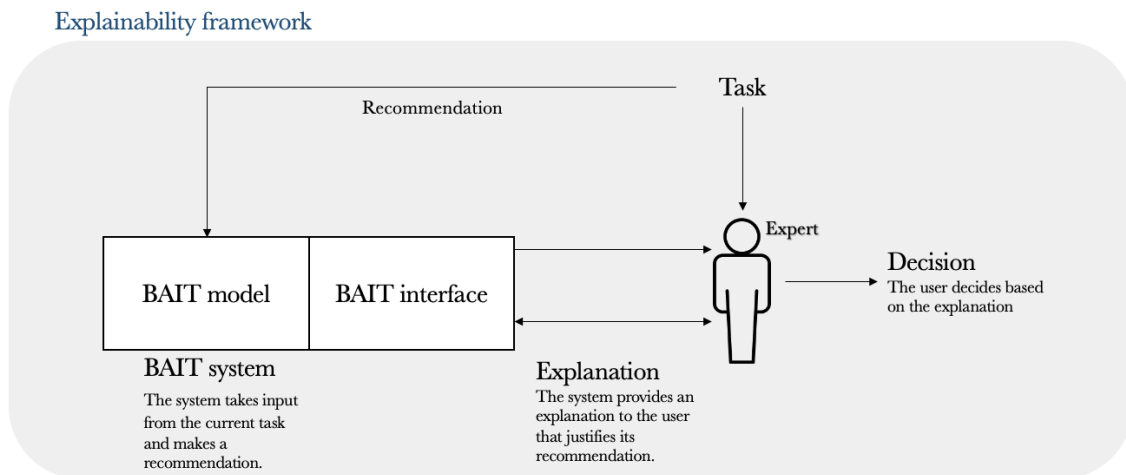 Explainability framework
Task
Recommendation
Expert
BAIT model
BAIT interface
Decision
The user decides based
on the explanation
BAIT system
The system takes input
from the current task
and makes a
recommendation.
Explanation
The system provides an
explanation to the user
that justifies its
recommendation.